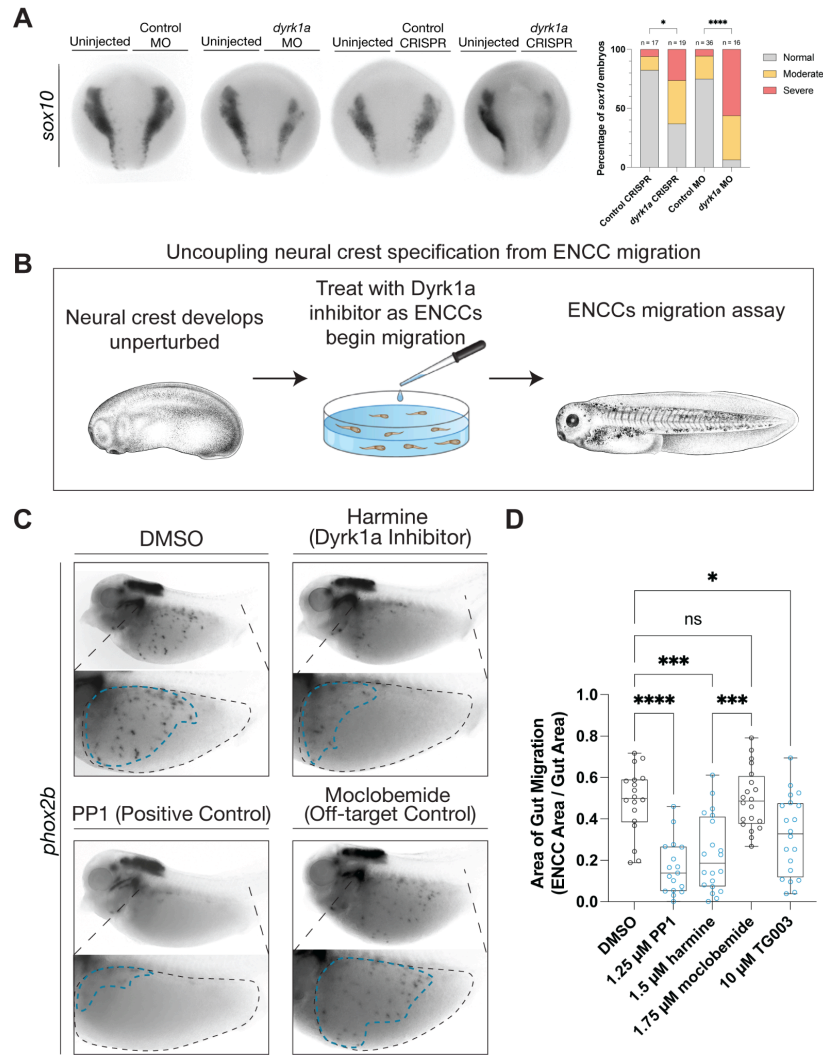 A
Uninjected
Control
MO
Uninjected
dyrk1a
MO
Uninjected
Control
CRISPR
Uninjected
dyrk1a
CRISPR
sox10
*
****
n = 17
n = 19
n = 36
n = 16
100
50
0
Percentage of sox10 embryos
Control CRISPR
dyrk1a CRISPR
Control MO
dyrk1a MO
Normal
Moderate
Severe
B
Uncoupling neural crest specification from ENCC migration
Neural crest develops
unperturbed
Treat with Dyrk1a
inhibitor as ENCCs
begin migration
ENCCs migration assay
C
DMSO
Harmine
(Dyrk1a Inhibitor)
PP1 (Positive Control)
Moclobemide
(Off-target Control)
phox2b
D
*
ns
***
****
***
1.0
0.8
0.6
0.4
0.2
0.0
Area of Gut Migration
(ENCC Area / Gut Area)
DMSO
1.25 µM PP1
1.5 µM harmine
1.75 µM moclobemide
10 µM TG003